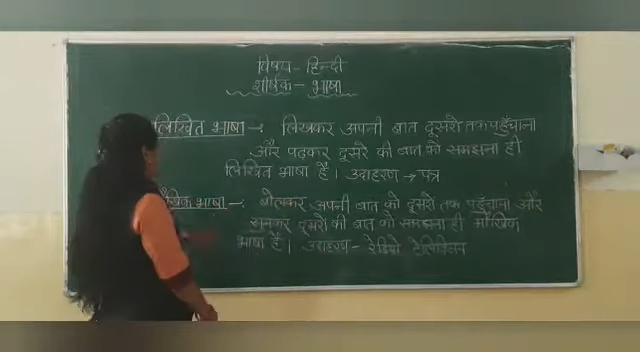 विषय - हिन्दी
शीर्षक - भाषा
लिखित भाषा -: लिखकर अपनी बात दूसरो तक पहुँचाना
और पढ़कर दूसरे की बात को समझना ही
लिखित भाषा है। उदाहरण → पत्र
भाषा -: बोलकर अपनी बात को दूसरो तक पहुँचाना और
सुनकर दूसरों की बात को समझना ही मौखिक
भाषा है। उदाहरण - रेडियो टेलिविजन